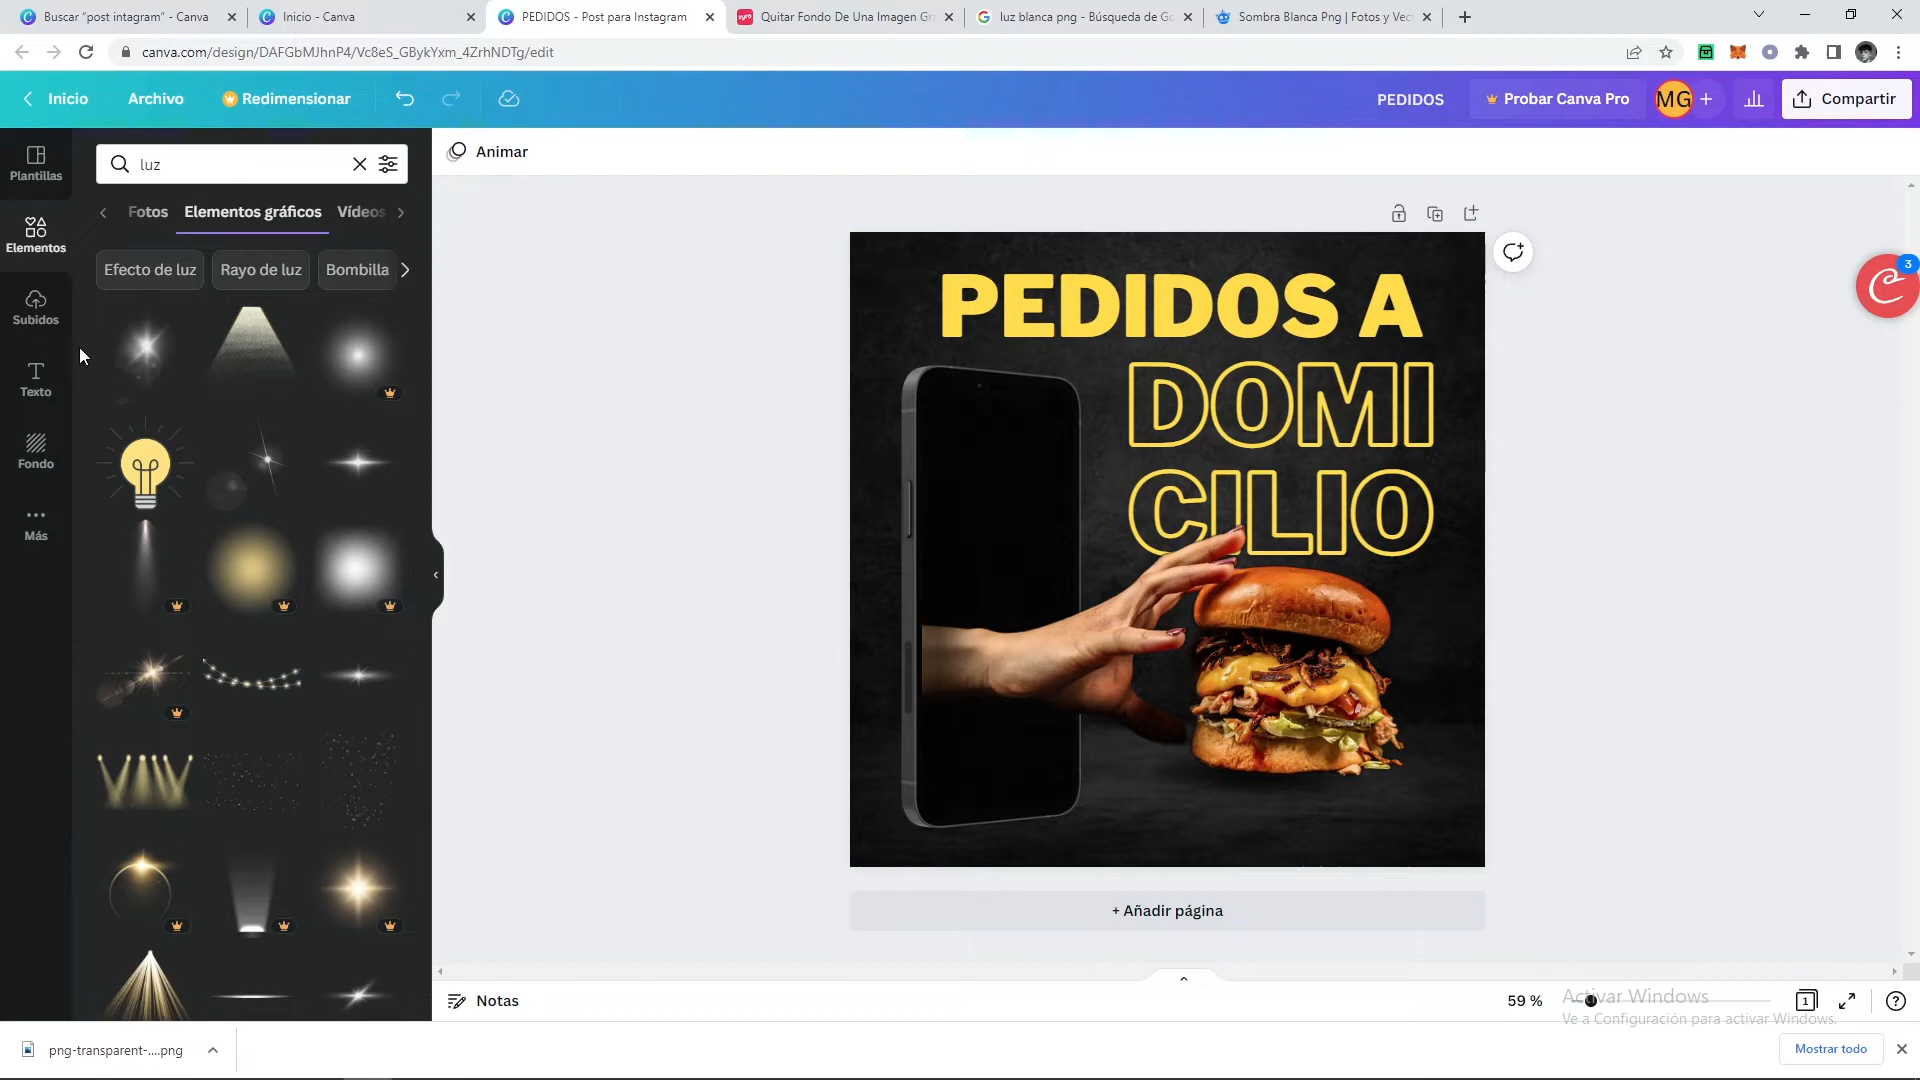 Buscar "post intagram" - Canva
Inicio - Canva
PEDIDOS - Post para Instagram
Quitar Fondo De Una Imagen Gr
luz blanca png - Búsqueda de Go
Sombra Blanca Png | Fotos y Vec
canva.com/design/DAFGbMJhnP4/Vc8eS_GBykYxm_4ZrhNDTg/edit
Inicio
Archivo
Redimensionar
PEDIDOS
Probar Canva Pro
MG
Compartir
Plantillas
Elementos
Subidos
Texto
Fondo
Más
luz
Fotos
Elementos gráficos
Vídeos
Efecto de luz
Rayo de luz
Bombilla
Animar
3
PEDIDOS A
DOMI
CILIO
+ Añadir página
Notas
59 %
1
Activar Windows
Ve a Configuración para activar Windows.
png-transparent-....png
Mostrar todo